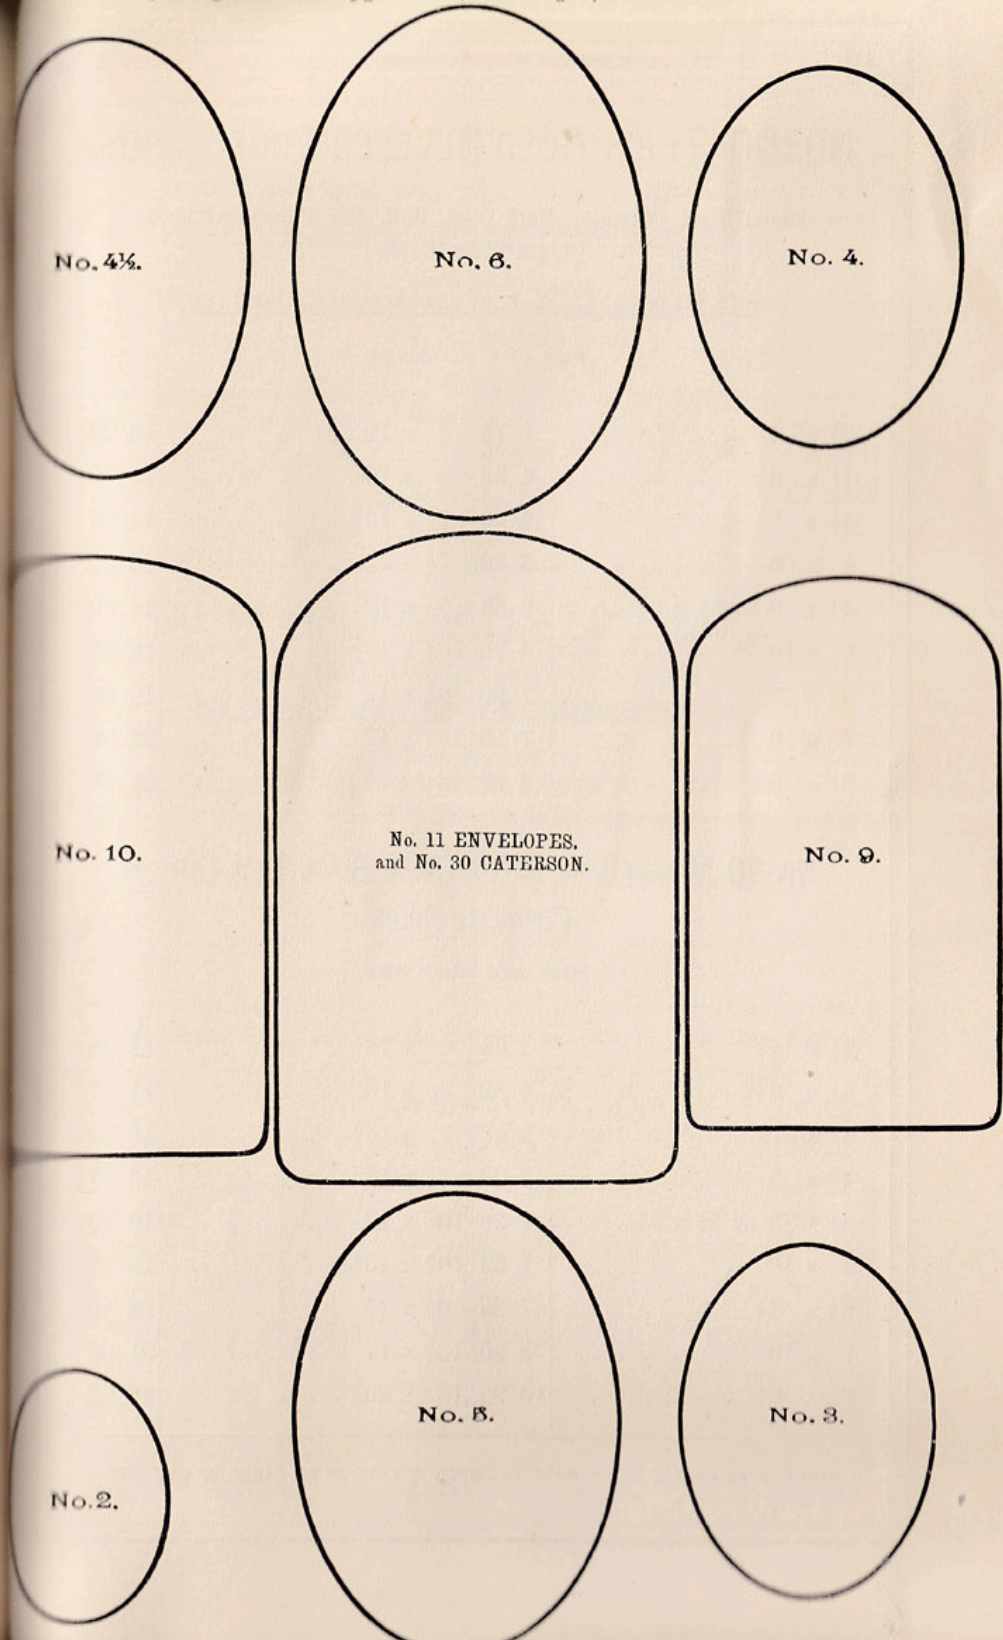 No. 4½.
No. 6.
No. 4.
No. 10.
No. 11 ENVELOPES.
and No. 30 CATERSON.
No. 9.
No. 5.
No. 3.
No. 2.